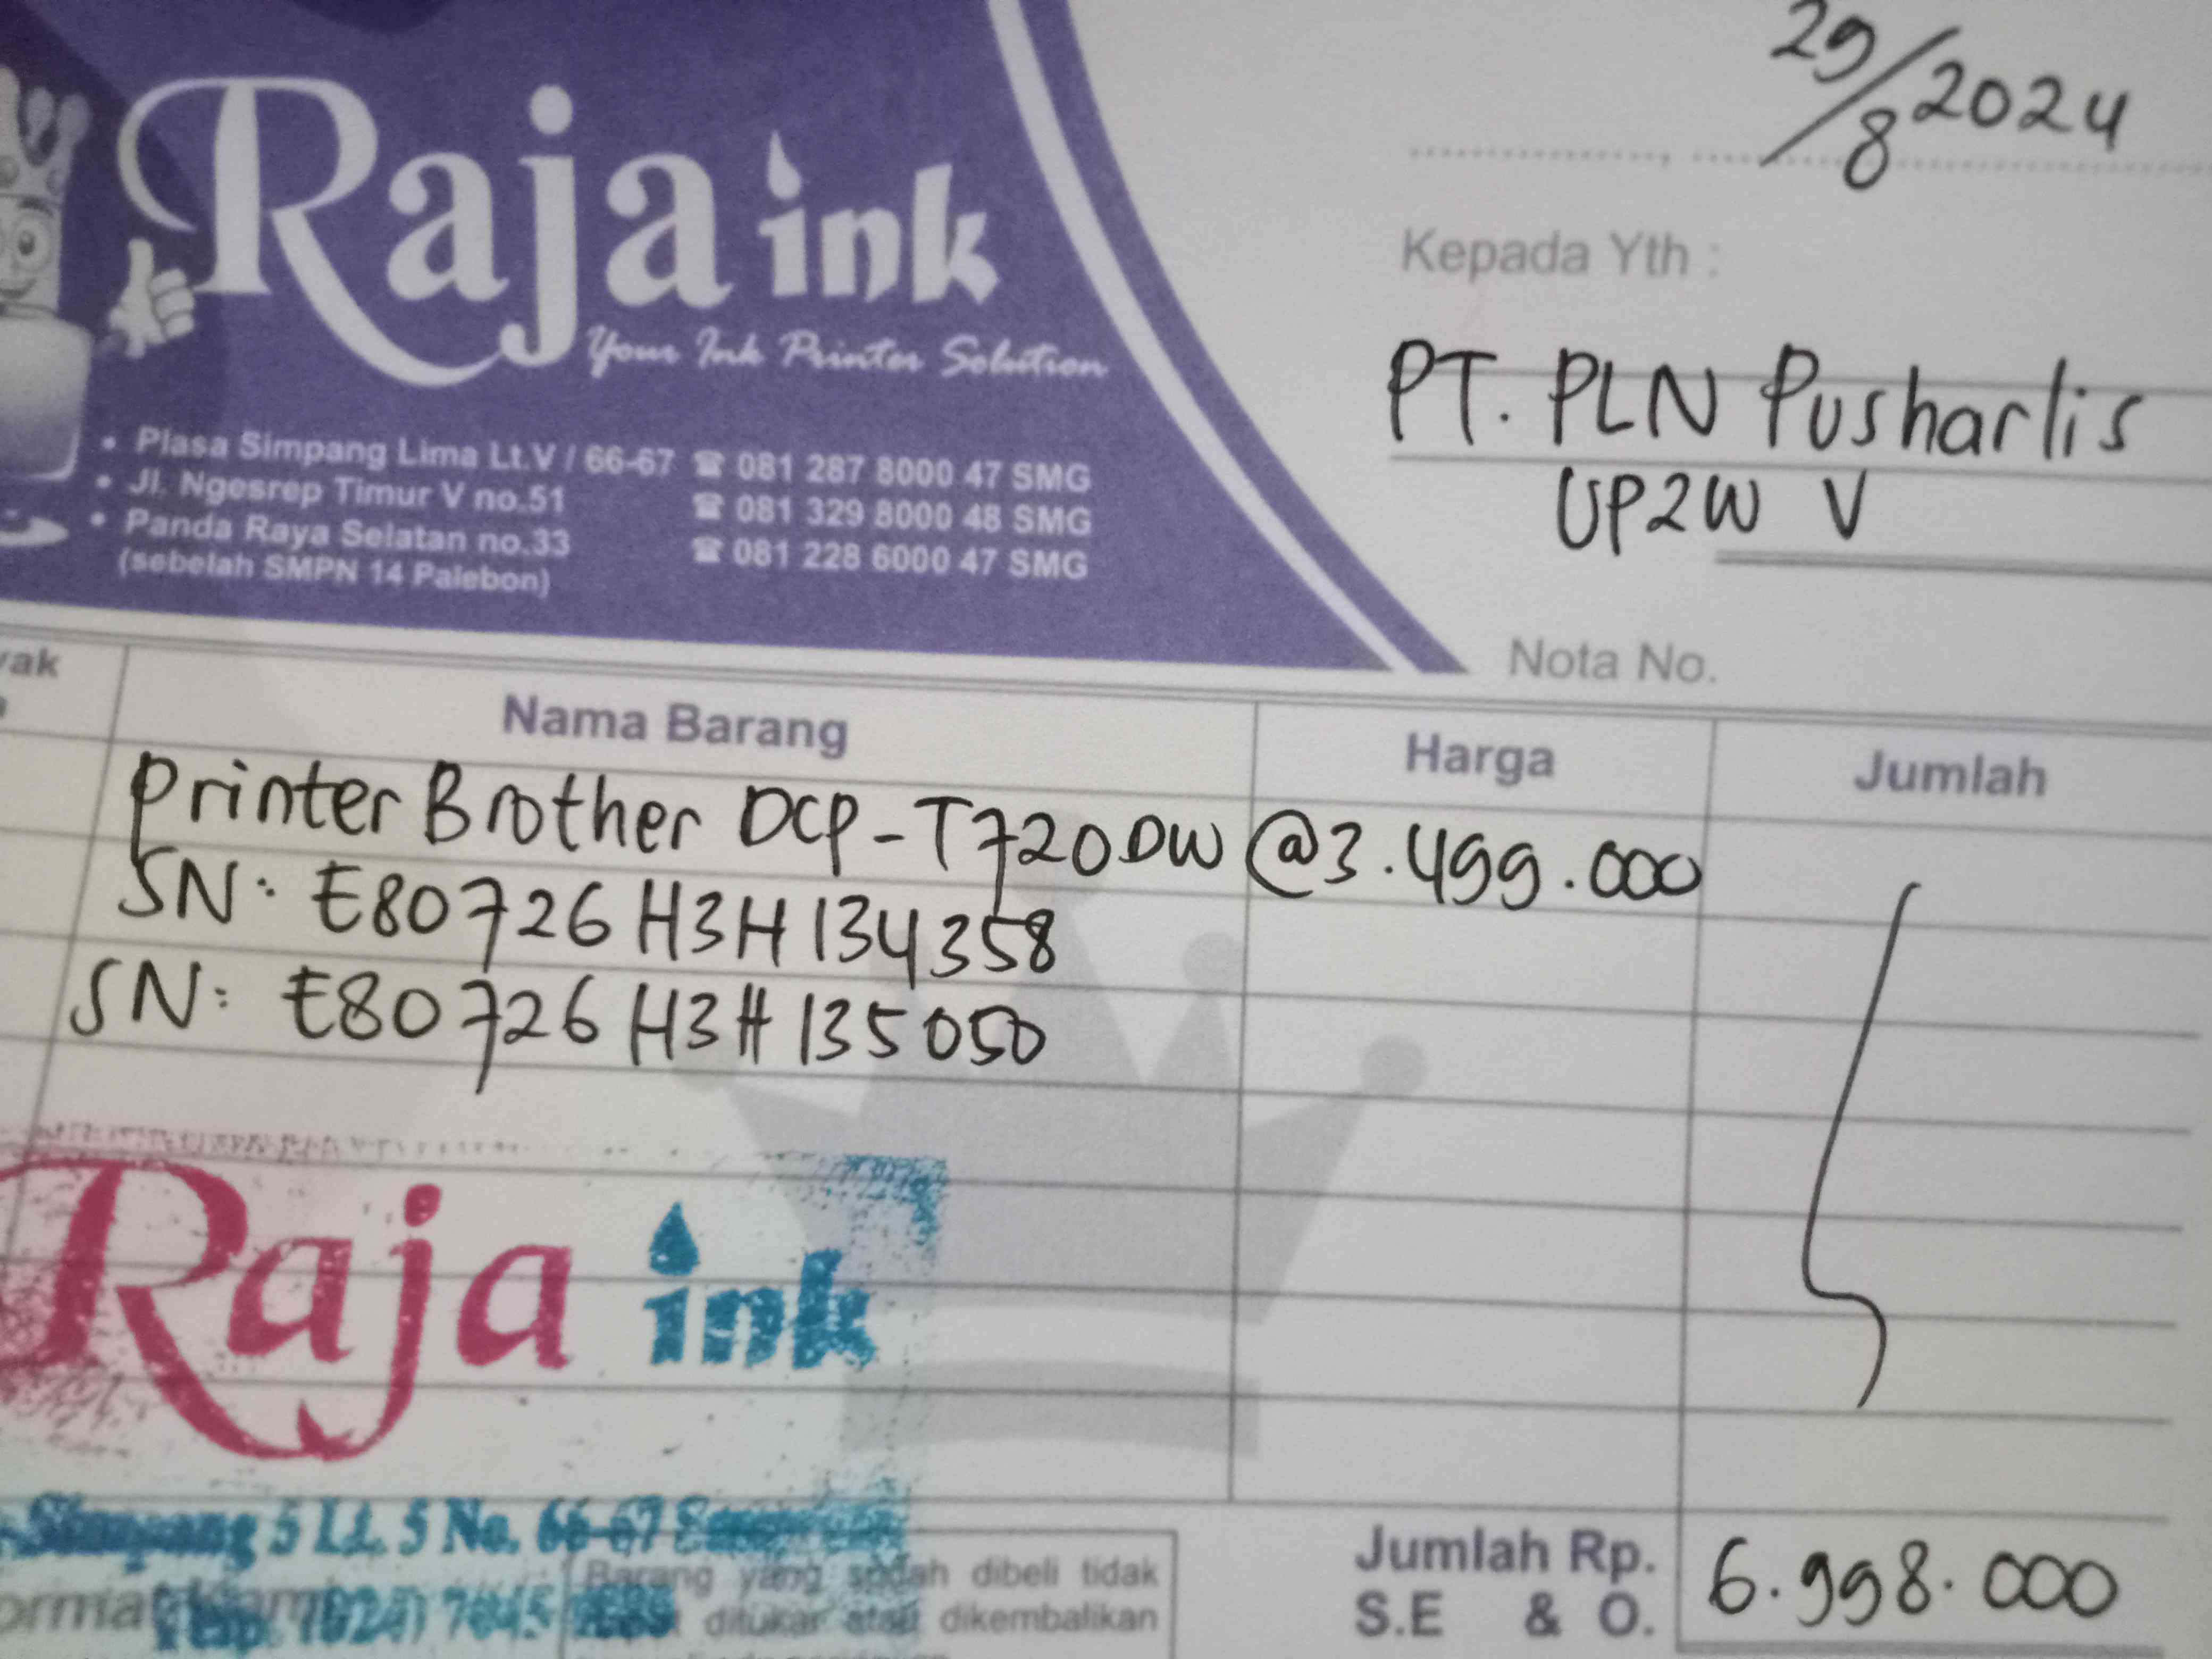 Raja ink
Your Ink Printer Solution
• Plasa Simpang Lima Lt.V / 66-67 ☎ 081 287 8000 47 SMG
• Jl. Ngesrep Timur V no.51 ☎ 081 329 8000 48 SMG
• Panda Raya Selatan no.33 ☎ 081 228 6000 47 SMG
(sebelah SMPN 14 Palebon)
29/8 2024
Kepada Yth :
PT. PLN Pusharlis
UP2W V
Nota No.
Nama Barang Harga Jumlah
Printer Brother DCP-T720DW @3.499.000
SN: E80726H3H134358
SN: E80726H3H135050
Raja ink
Simpang 5 Lt. 5 No. 66-67
Barang yang sudah dibeli tidak
ditukar atau dikembalikan
Jumlah Rp. 6.998.000
S.E & O.